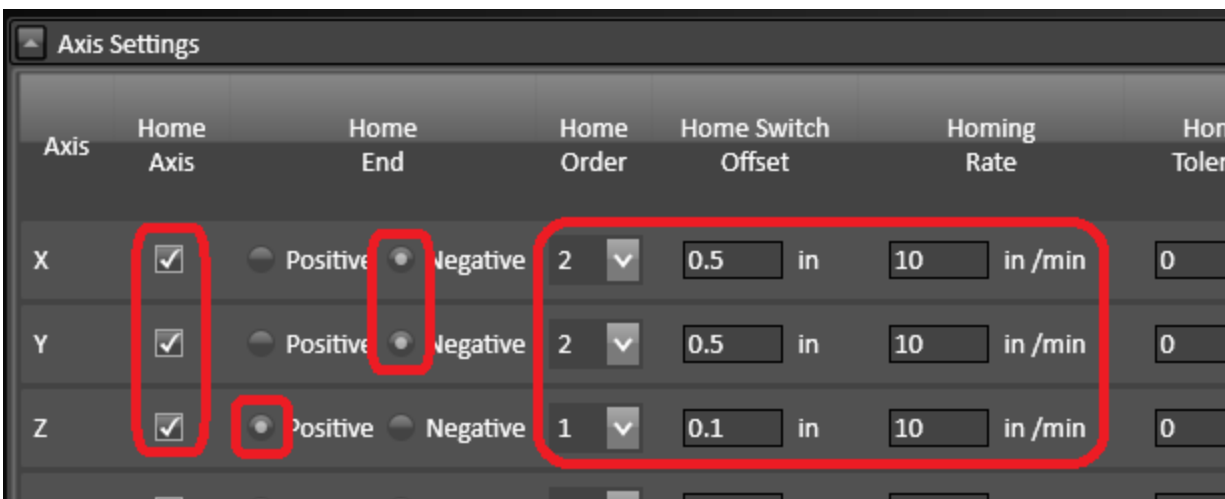 Axis Settings
Axis Home Axis Home End Home Order Home Switch Offset Homing Rate
X Positive Negative 2 0.5 in 10 in /min 0
Y Positive Negative 2 0.5 in 10 in /min 0
Z Positive Negative 1 0.1 in 10 in /min 0